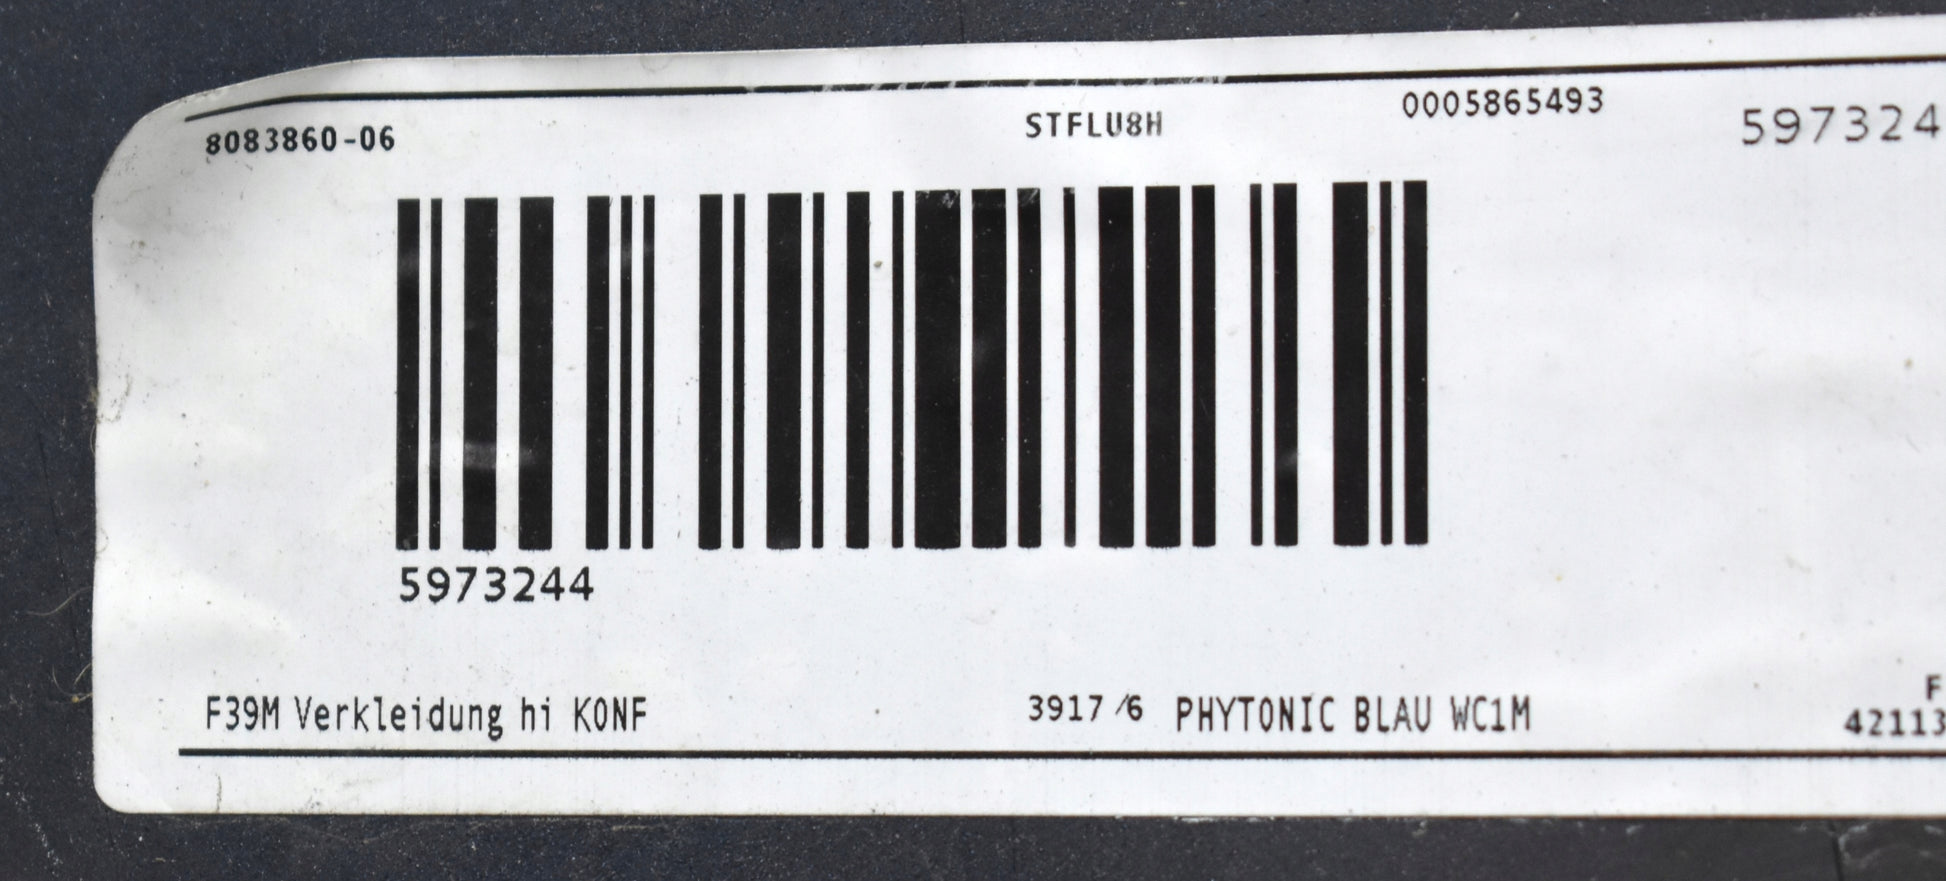 8083860-06 STFLU8H 0005865493 597324
5973244
F
F39M Verkleidung hi KONF 3917/6 PHYTONIC BLAU WC1M 42113